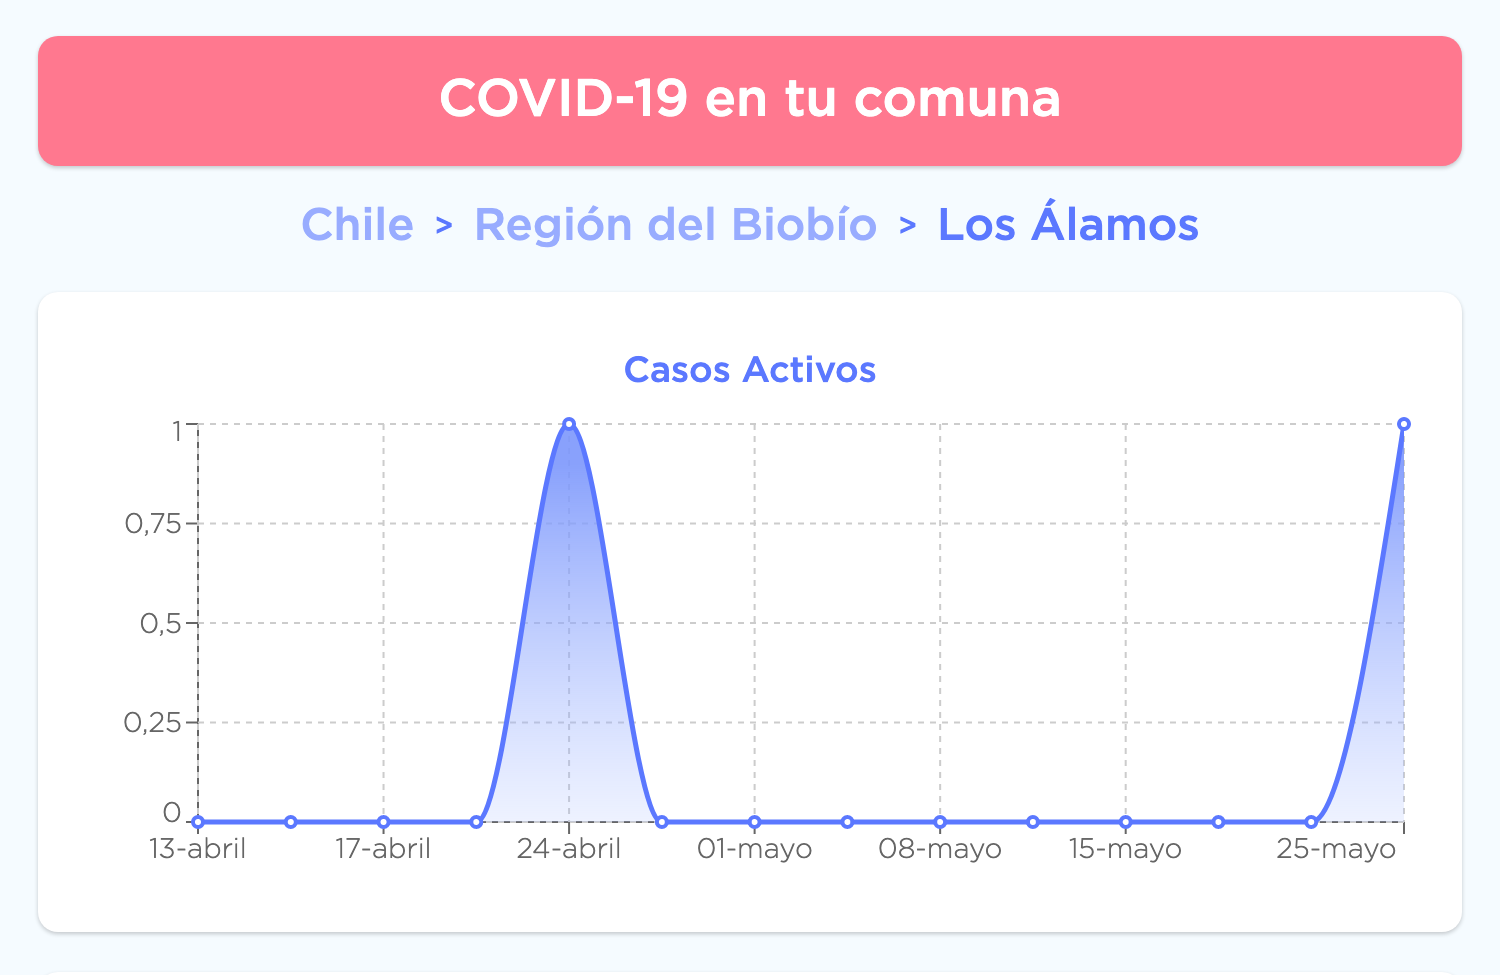 COVID-19 en tu comuna
Chile > Región del Biobío > Los Álamos
Casos Activos
1
0,75
0,5
0,25
0
13-abril 17-abril 24-abril 01-mayo 08-mayo 15-mayo 25-mayo